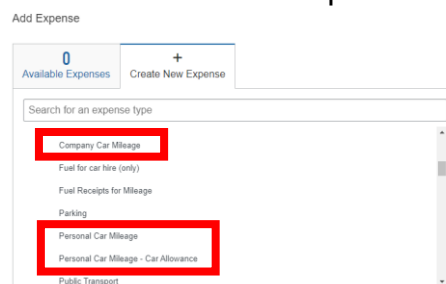 Add Expense
0
Available Expenses
+
Create New Expense
Search for an expense type
Company Car Mileage
Fuel for car hire (only)
Fuel Receipts for Mileage
Parking
Personal Car Mileage
Personal Car Mileage - Car Allowance
Public Transport